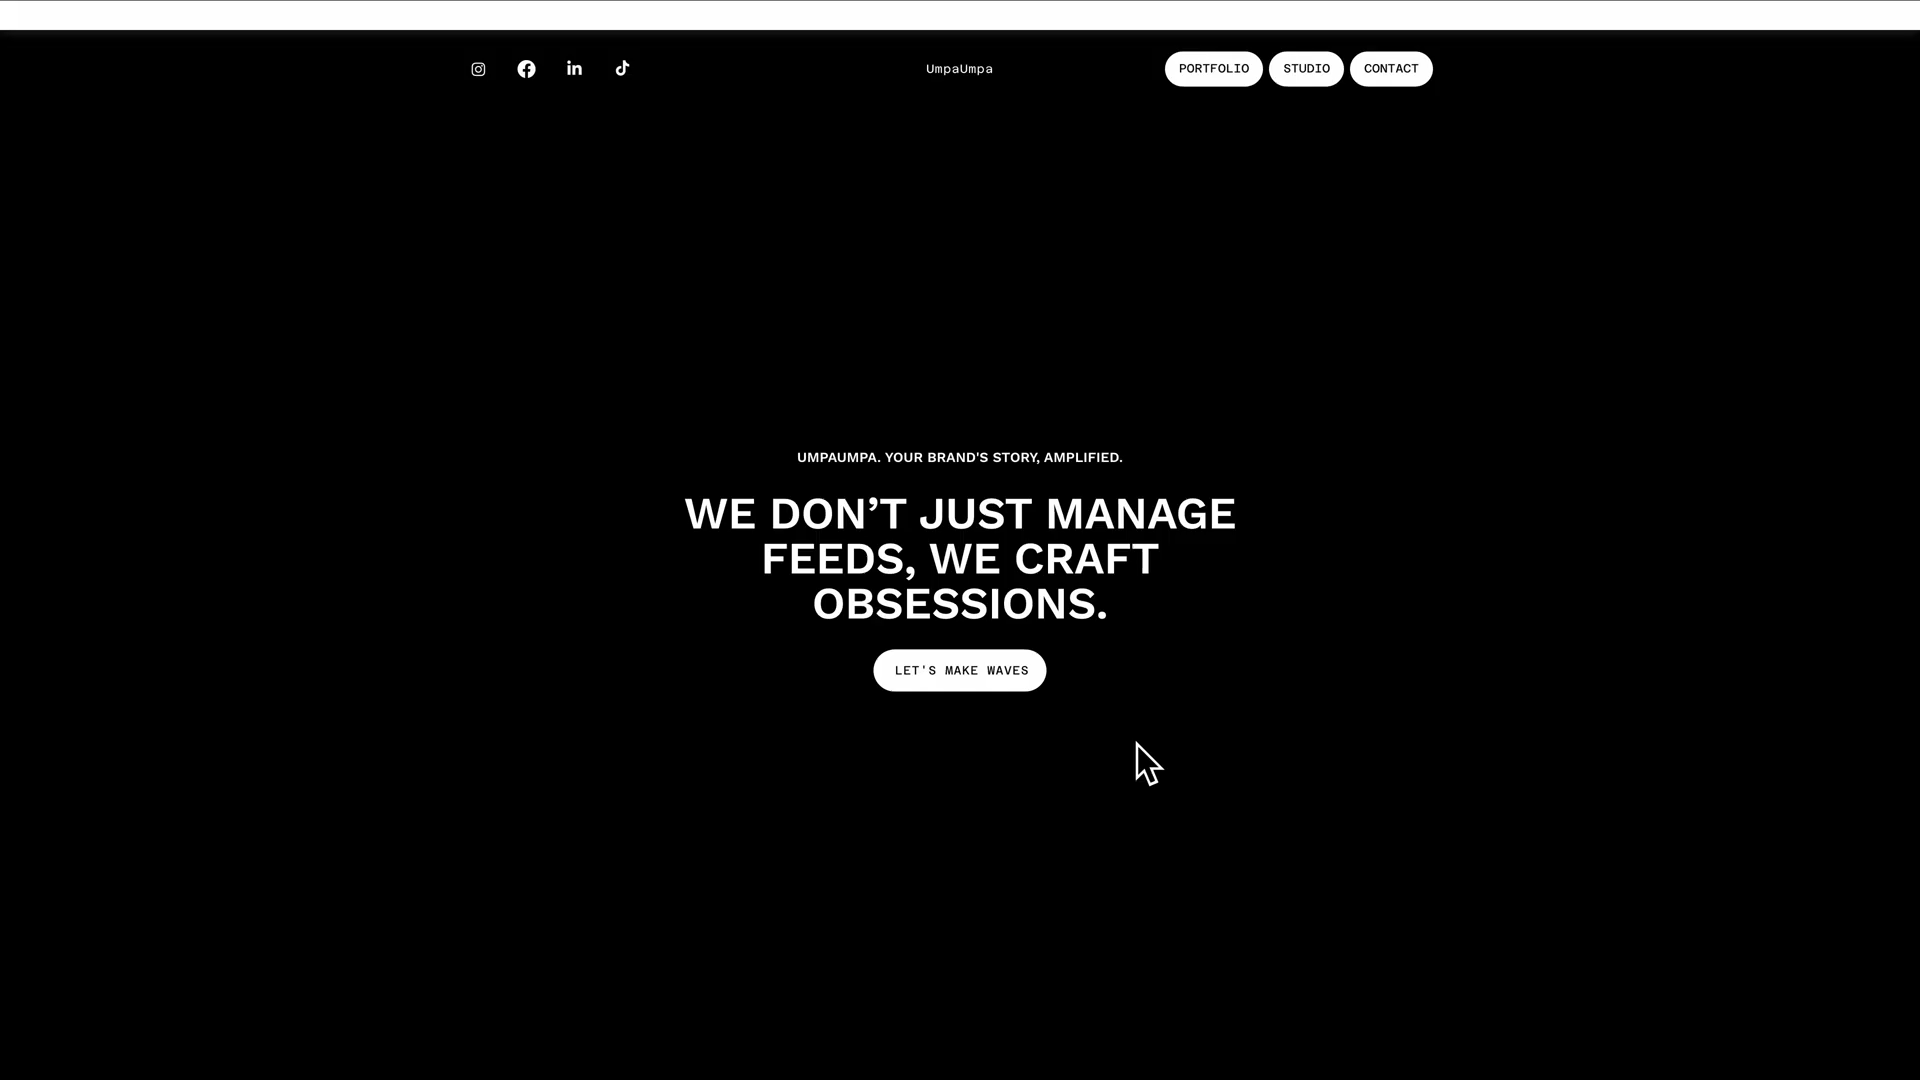 UmpaUmpa
PORTFOLIO
STUDIO
CONTACT
UMPAUMPA. YOUR BRAND'S STORY, AMPLIFIED.
WE DON’T JUST MANAGE
FEEDS, WE CRAFT
OBSESSIONS.
LET'S MAKE WAVES